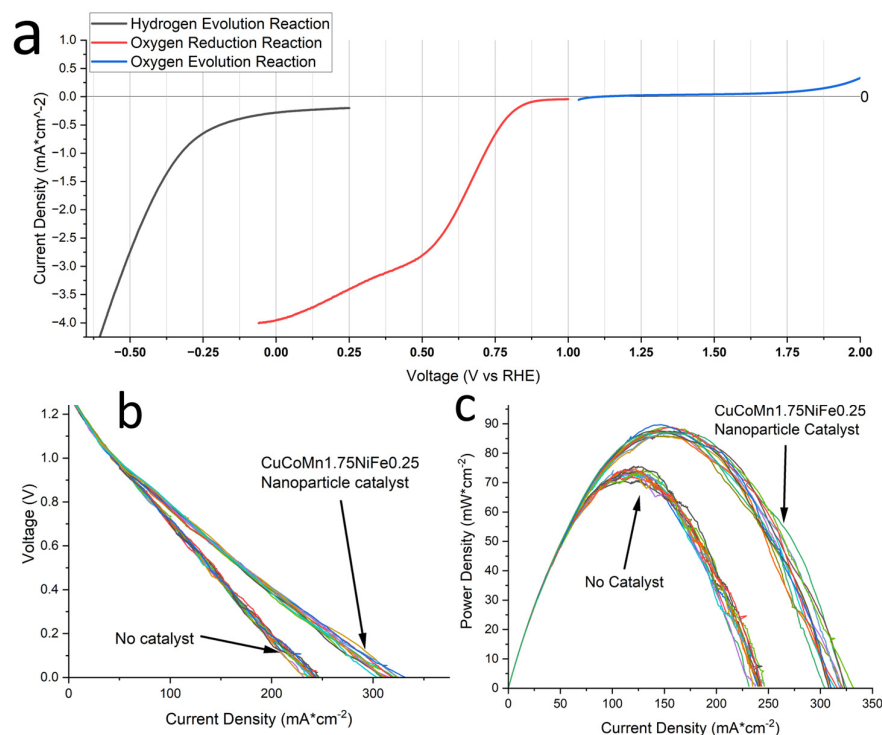 a
Hydrogen Evolution Reaction
Oxygen Reduction Reaction
Oxygen Evolution Reaction
Current Density (mA*cm^-2)
1.0
0.5
0.0
−0.5
−1.0
−1.5
−2.0
−2.5
−3.0
−3.5
−4.0
0
−0.50
−0.25
0.00
0.25
0.50
0.75
1.00
1.25
1.50
1.75
2.00
Voltage (V vs RHE)
b
Voltage (V)
1.2
1.0
0.8
0.6
0.4
0.2
0.0
CuCoMn1.75NiFe0.25
Nanoparticle catalyst
No catalyst
0
100
200
300
Current Density (mA*cm⁻²)
c
Power Density (mW*cm⁻²)
100
90
80
70
60
50
40
30
20
10
0
CuCoMn1.75NiFe0.25
Nanoparticle Catalyst
No Catalyst
0
50
100
150
200
250
300
350
Current Density (mA*cm⁻²)